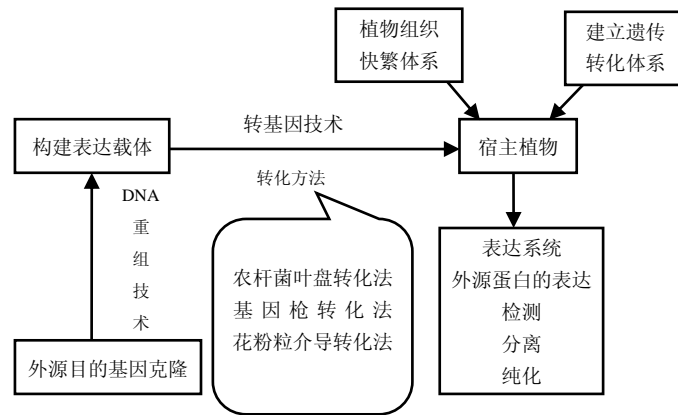 植物组织
快繁体系
建立遗传
转化体系
转基因技术
构建表达载体
宿主植物
转化方法
DNA
重
组
技
术
农杆菌叶盘转化法
基因枪转化法
花粉粒介导转化法
表达系统
外源蛋白的表达
检测
分离
纯化
外源目的基因克隆